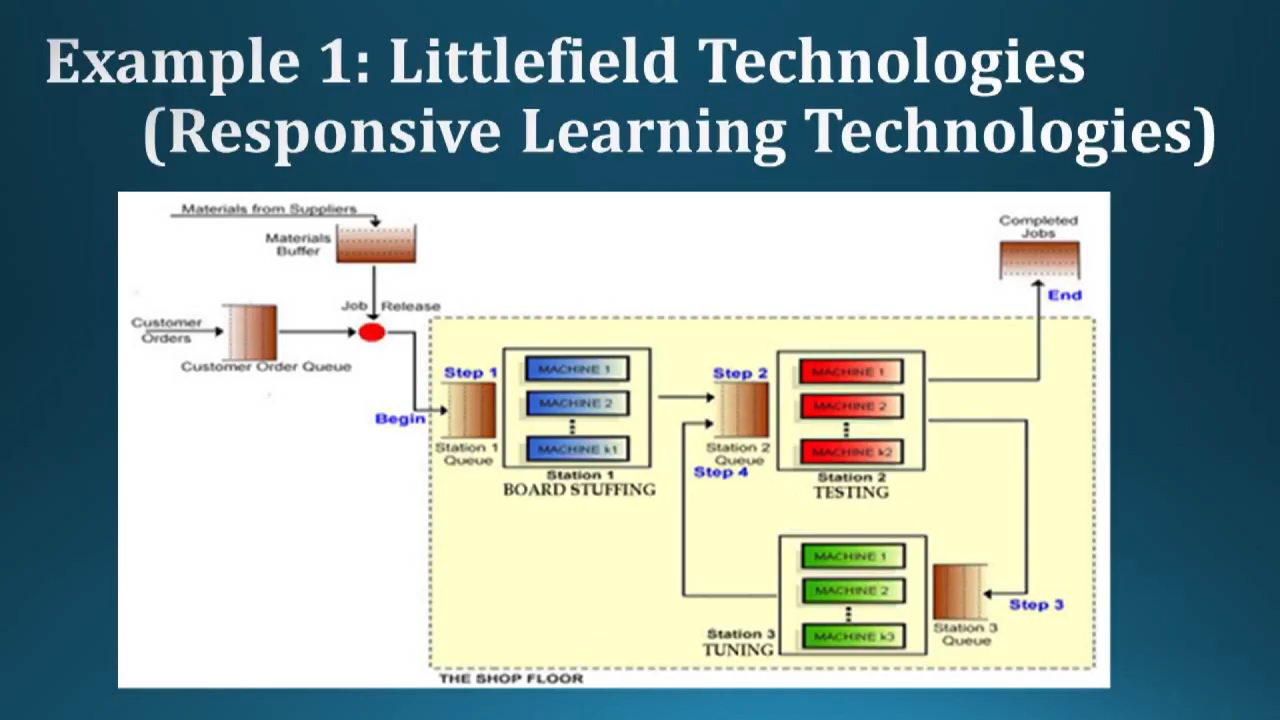 Example 1: Littlefield Technologies
(Responsive Learning Technologies)
Materials from Suppliers
Materials
Buffer
Completed
Jobs
End
Job Release
Customer
Orders
Customer Order Queue
Begin
Step 1
Station 1
Queue
MACHINE 1
MACHINE 2
MACHINE k1
Station 1
BOARD STUFFING
Step 2
Station 2
Queue
Step 4
MACHINE 1
MACHINE 2
MACHINE k2
Station 2
TESTING
MACHINE 1
MACHINE 2
MACHINE k3
Station 3
TUNING
Step 3
Station 3
Queue
THE SHOP FLOOR